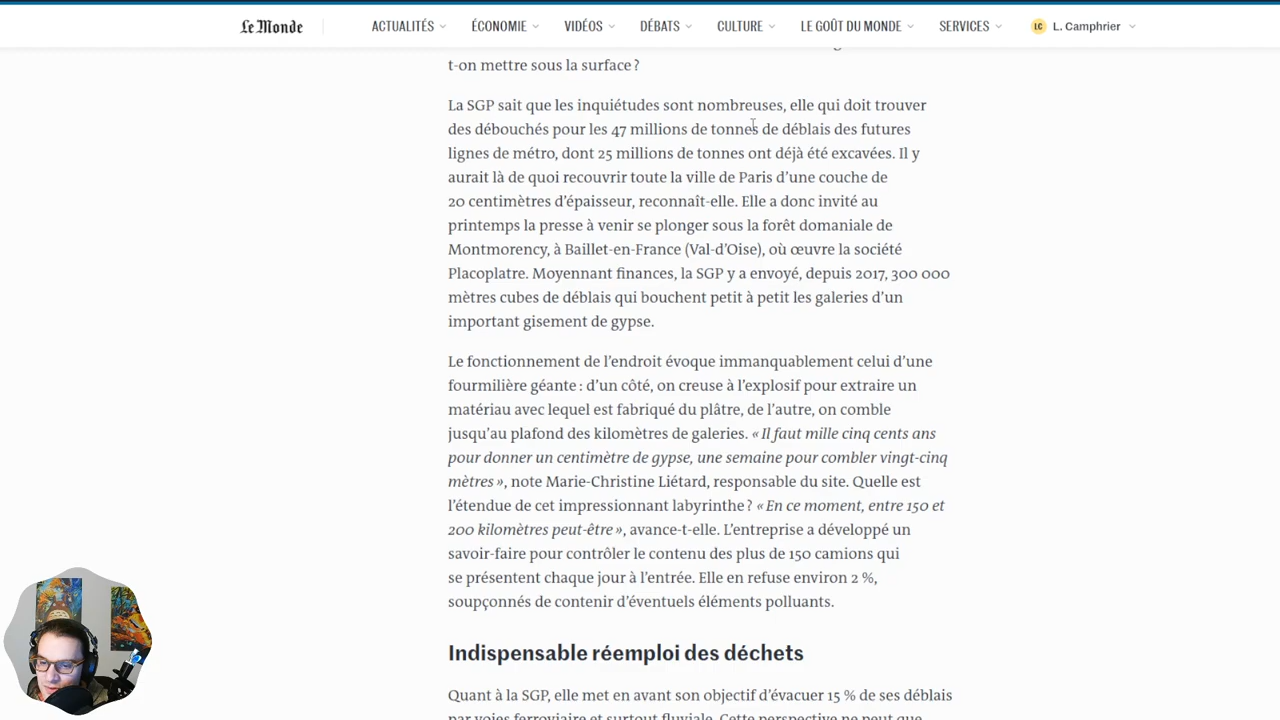 Le Monde
ACTUALITÉS
ÉCONOMIE
VIDÉOS
DÉBATS
CULTURE
LE GOÛT DU MONDE
SERVICES
LC
L. Camphrier
t-on mettre sous la surface ?
La SGP sait que les inquiétudes sont nombreuses, elle qui doit trouver
des débouchés pour les 47 millions de tonnes de déblais des futures
lignes de métro, dont 25 millions de tonnes ont déjà été excavées. Il y
aurait là de quoi recouvrir toute la ville de Paris d’une couche de
20 centimètres d’épaisseur, reconnaît-elle. Elle a donc invité au
printemps la presse à venir se plonger sous la forêt domaniale de
Montmorency, à Baillet-en-France (Val-d’Oise), où œuvre la société
Placoplatre. Moyennant finances, la SGP y a envoyé, depuis 2017, 300 000
mètres cubes de déblais qui bouchent petit à petit les galeries d’un
important gisement de gypse.
Le fonctionnement de l’endroit évoque immanquablement celui d’une
fourmilière géante : d’un côté, on creuse à l’explosif pour extraire un
matériau avec lequel est fabriqué du plâtre, de l’autre, on comble
jusqu’au plafond des kilomètres de galeries. « Il faut mille cinq cents ans
pour donner un centimètre de gypse, une semaine pour combler vingt-cinq
mètres », note Marie-Christine Liétard, responsable du site. Quelle est
l’étendue de cet impressionnant labyrinthe ? « En ce moment, entre 150 et
200 kilomètres peut-être », avance-t-elle. L’entreprise a développé un
savoir-faire pour contrôler le contenu des plus de 150 camions qui
se présentent chaque jour à l’entrée. Elle en refuse environ 2 %,
soupçonnés de contenir d’éventuels éléments polluants.
Indispensable réemploi des déchets
Quant à la SGP, elle met en avant son objectif d’évacuer 15 % de ses déblais
par voies ferroviaire et surtout fluviale. Cette perspective ne peut que